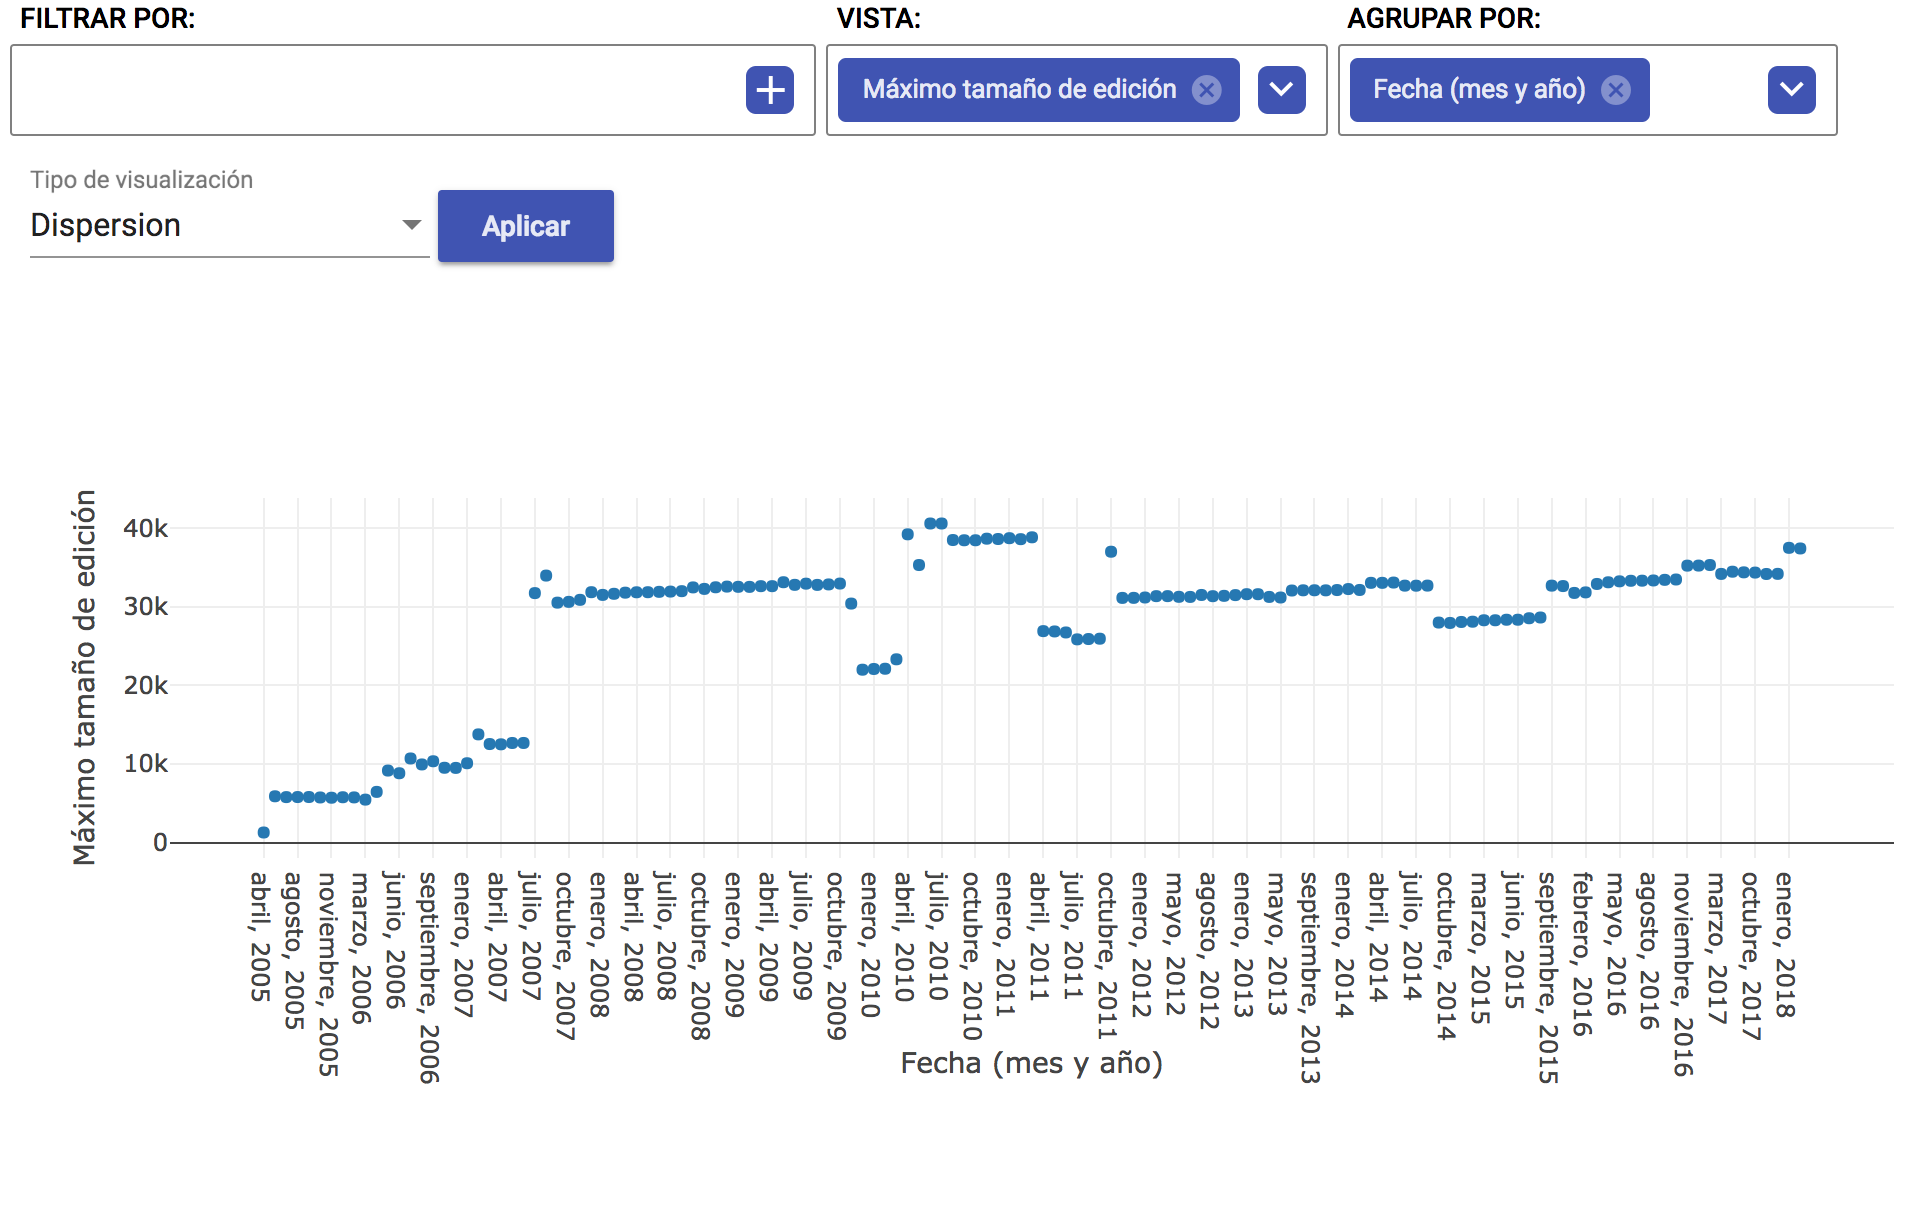 FILTRAR POR:
VISTA:
AGRUPAR POR:
Máximo tamaño de edición
Fecha (mes y año)
Tipo de visualización
Dispersion
Aplicar
Máximo tamaño de edición
40k
30k
20k
10k
0
abril, 2005
agosto, 2005
noviembre, 2005
marzo, 2006
junio, 2006
septiembre, 2006
enero, 2007
abril, 2007
julio, 2007
octubre, 2007
enero, 2008
abril, 2008
julio, 2008
octubre, 2008
enero, 2009
abril, 2009
julio, 2009
octubre, 2009
enero, 2010
abril, 2010
julio, 2010
octubre, 2010
enero, 2011
abril, 2011
julio, 2011
octubre, 2011
enero, 2012
mayo, 2012
agosto, 2012
enero, 2013
mayo, 2013
septiembre, 2013
enero, 2014
abril, 2014
julio, 2014
octubre, 2014
marzo, 2015
junio, 2015
septiembre, 2015
febrero, 2016
mayo, 2016
agosto, 2016
noviembre, 2016
marzo, 2017
octubre, 2017
enero, 2018
Fecha (mes y año)